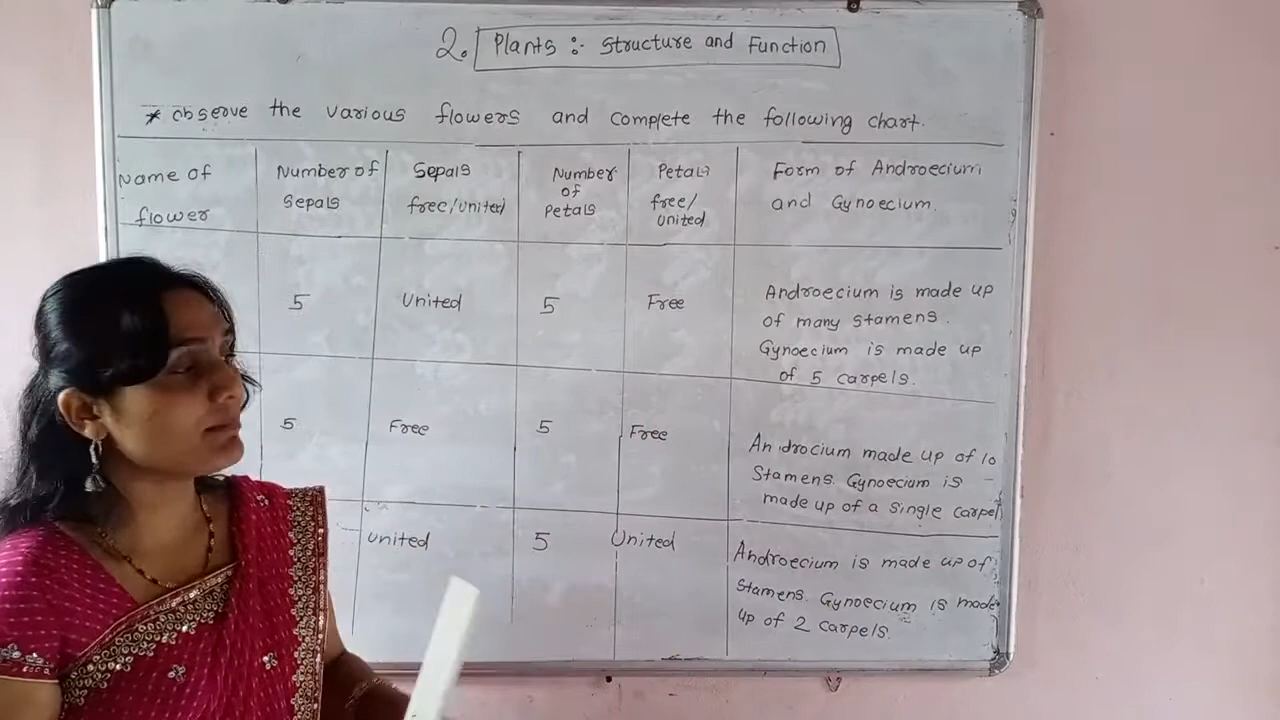 2. Plants :- Structure and Function
* observe the various flowers and complete the following chart.
Name of flower
Number of Sepals
Sepals free/united
Number of Petals
Petals free/united
Form of Androecium and Gynoecium.
5
United
5
Free
Androecium is made up
of many stamens.
Gynoecium is made up
of 5 carpels.
5
Free
5
Free
Androcium made up of 10
Stamens. Gynoecium is
made up of a single carpel
united
5
United
Androecium is made up of
Stamens. Gynoecium is made
up of 2 carpels.